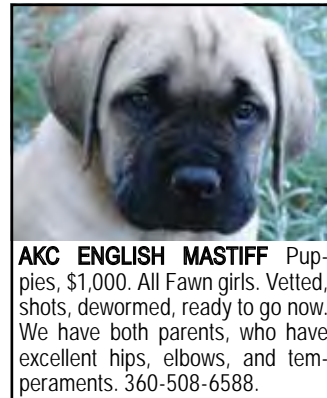 AKC ENGLISH MASTIFF Pup-
pies, $1,000. All Fawn girls. Vetted,
shots, dewormed, ready to go now.
We have both parents, who have
excellent hips, elbows, and tem-
peraments. 360-508-6588.